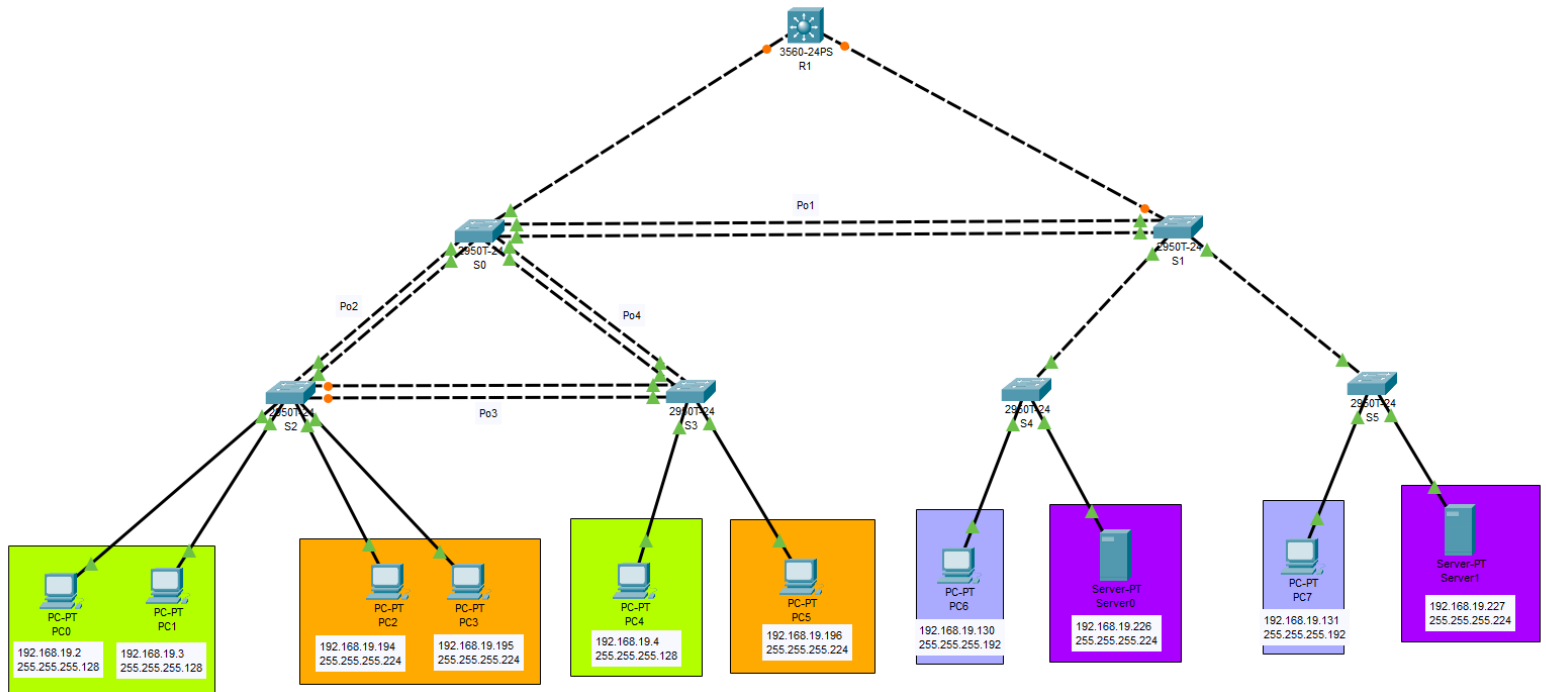 3560-24PS
R1
Po1
2950T-24
S0
2950T-24
S1
Po2
Po4
2950T-24
S2
Po3
2950T-24
S3
2950T-24
S4
2950T-24
S5
PC-PT
PC0
192.168.19.2
255.255.255.128
PC-PT
PC1
192.168.19.3
255.255.255.128
PC-PT
PC2
192.168.19.194
255.255.255.224
PC-PT
PC3
192.168.19.195
255.255.255.224
PC-PT
PC4
192.168.19.4
255.255.255.128
PC-PT
PC5
192.168.19.196
255.255.255.224
PC-PT
PC6
192.168.19.130
255.255.255.192
Server-PT
Server0
192.168.19.226
255.255.255.224
PC-PT
PC7
192.168.19.131
255.255.255.192
Server-PT
Server1
192.168.19.227
255.255.255.224